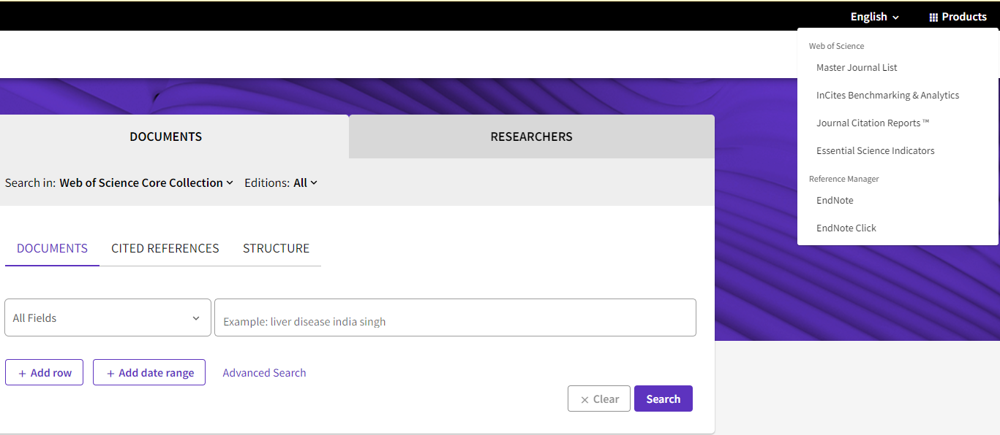 English
Products
Web of Science
Master Journal List
InCites Benchmarking & Analytics
Journal Citation Reports ™
Essential Science Indicators
Reference Manager
EndNote
EndNote Click
DOCUMENTS
RESEARCHERS
Search in: Web of Science Core Collection Editions: All
DOCUMENTS CITED REFERENCES STRUCTURE
All Fields
Example: liver disease india singh
+ Add row
+ Add date range
Advanced Search
× Clear
Search